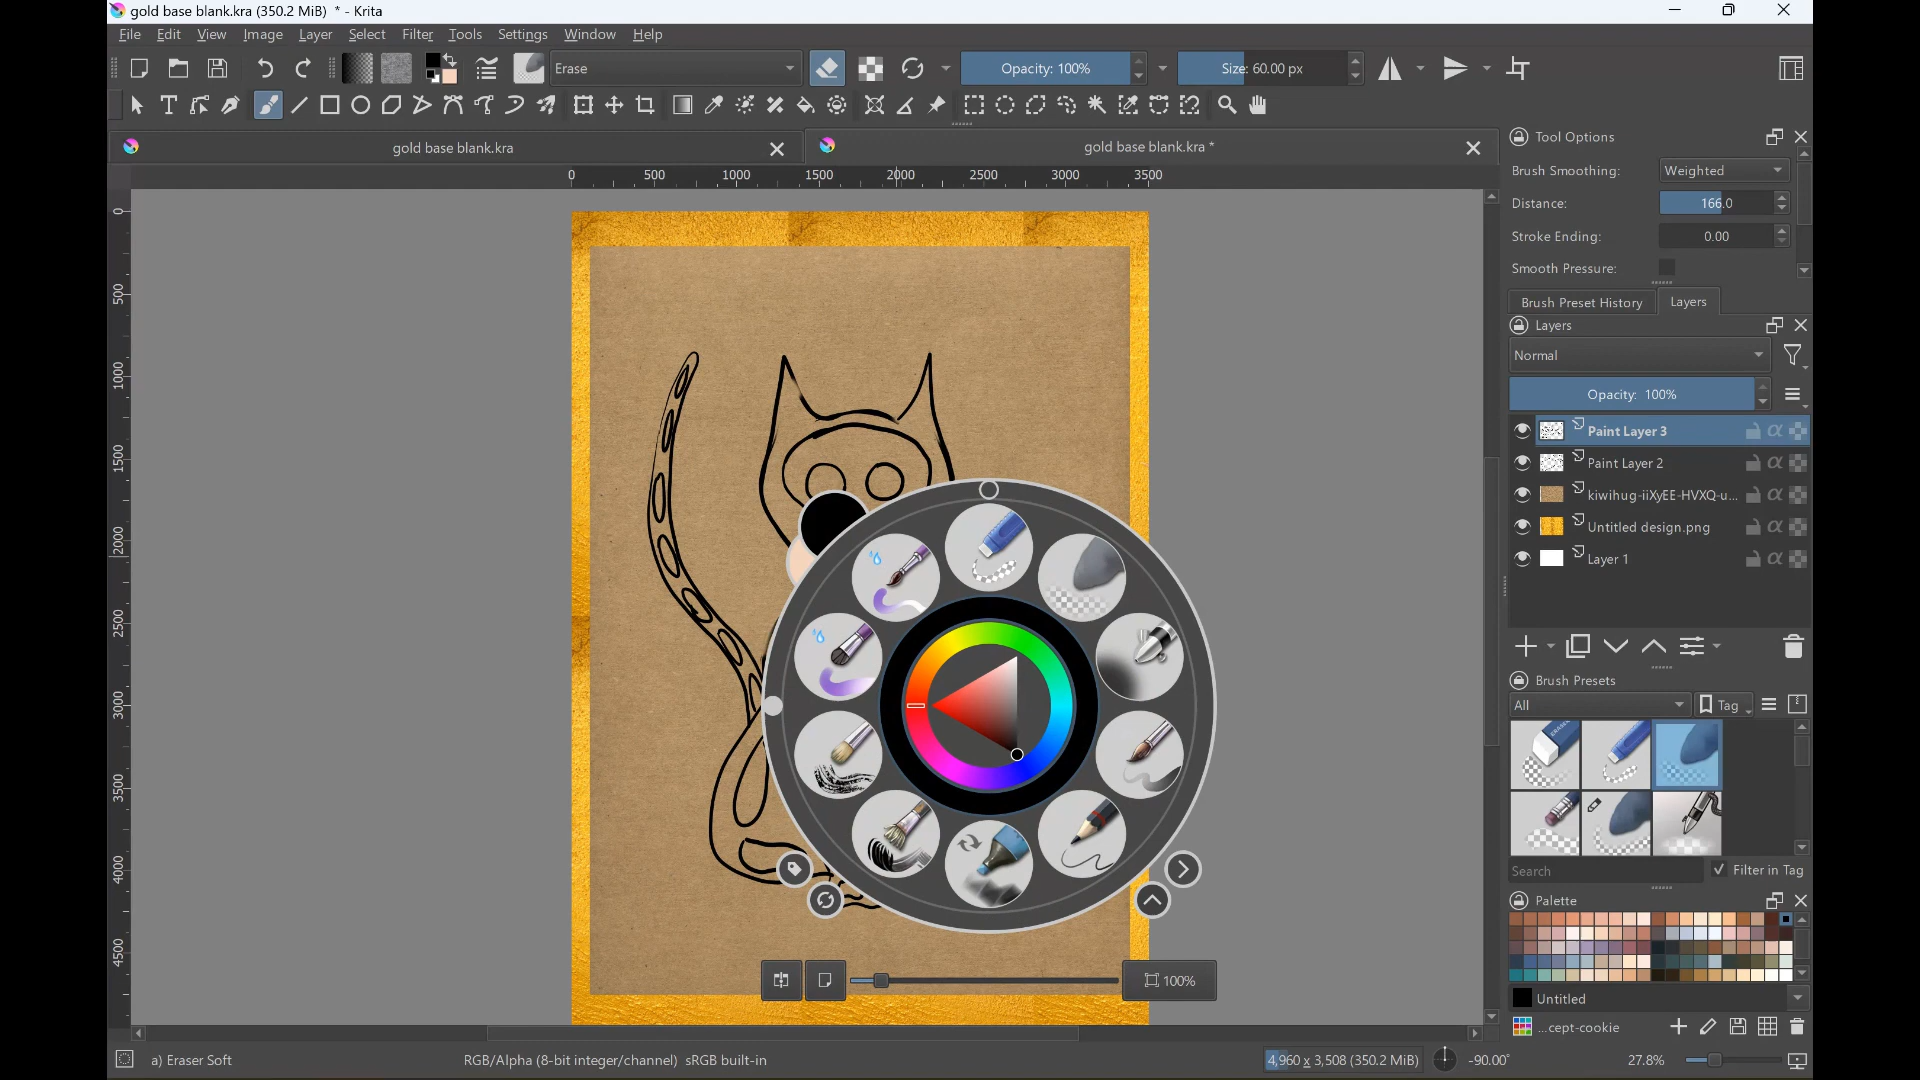 gold base blank.kra (350.2 MiB) * - Krita
File Edit View Image Layer Select Filter Tools Settings Window Help
Erase Opacity: 100% Size: 60.00 px
gold base blank.kra gold base blank.kra *
0 500 1000 1500 2000 2500 3000 3500
0
500
1000
1500
2000
2500
3000
3500
4000
4500
Tool Options
Brush Smoothing: Weighted
Distance: 166.0
Stroke Ending: 0.00
Smooth Pressure:
Brush Preset History Layers
Layers
Normal
Opacity: 100%
Paint Layer 3
Paint Layer 2
kiwihug-iiXyEE-HVXQ-u...
Untitled design.png
Layer 1
Brush Presets
All Tag
Search Filter in Tag
Palette
Untitled
...cept-cookie
100%
a) Eraser Soft RGB/Alpha (8-bit integer/channel) sRGB built-in 4,960 x 3,508 (350.2 MiB) -90.00° 27.8%